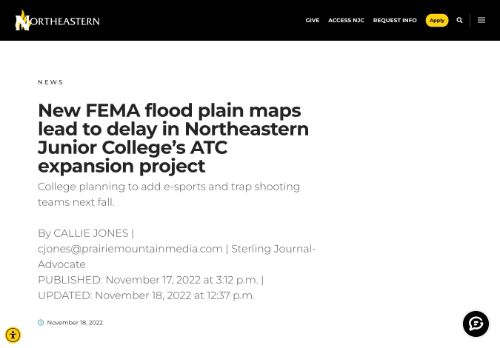 NORTHEASTERN
GIVE ACCESS NJC REQUEST INFO Apply
NEWS
New FEMA flood plain maps
lead to delay in Northeastern
Junior College’s ATC
expansion project
College planning to add e-sports and trap shooting
teams next fall.
By CALLIE JONES |
cjones@prairiemountainmedia.com | Sterling Journal-
Advocate
PUBLISHED: November 17, 2022 at 3:12 p.m. |
UPDATED: November 18, 2022 at 12:37 p.m.
November 18, 2022